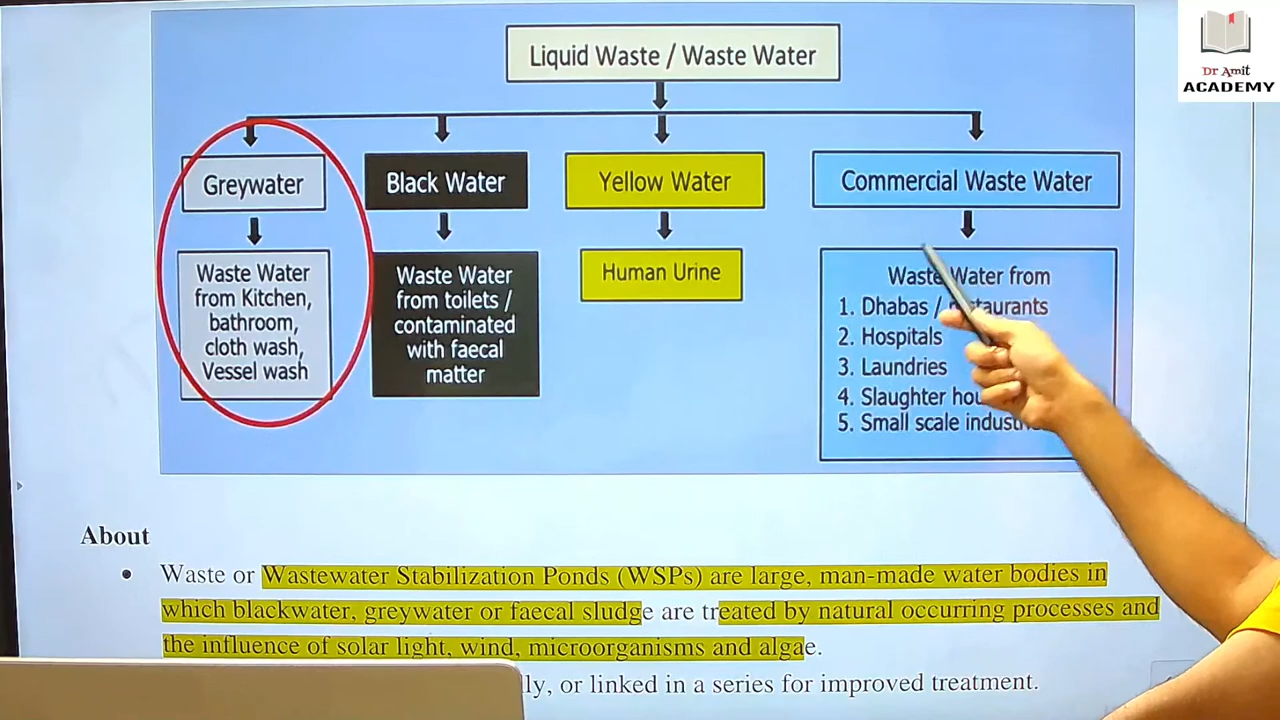 Liquid Waste / Waste Water
Dr Amit
ACADEMY
Greywater
Black Water
Yellow Water
Commercial Waste Water
Waste Water
from Kitchen,
bathroom,
cloth wash,
Vessel wash
Waste Water
from toilets /
contaminated
with faecal
matter
Human Urine
Waste Water from
1. Dhabas /
2. Hospitals
3. Laundries
4. Slaughter
5. Small scale
About
• Waste or Wastewater Stabilization Ponds (WSPs) are large, man-made water bodies in
which blackwater, greywater or faecal sludge are treated by natural occurring processes and
the influence of solar light, wind, microorganisms and algae.
or linked in a series for improved treatment.